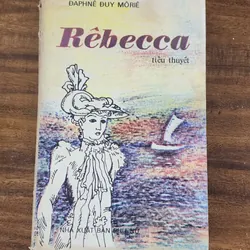 ĐAPHNÊ ĐUY MÔRIÊ
Rêbecca
tiểu thuyết
NHÀ XUẤT BẢN